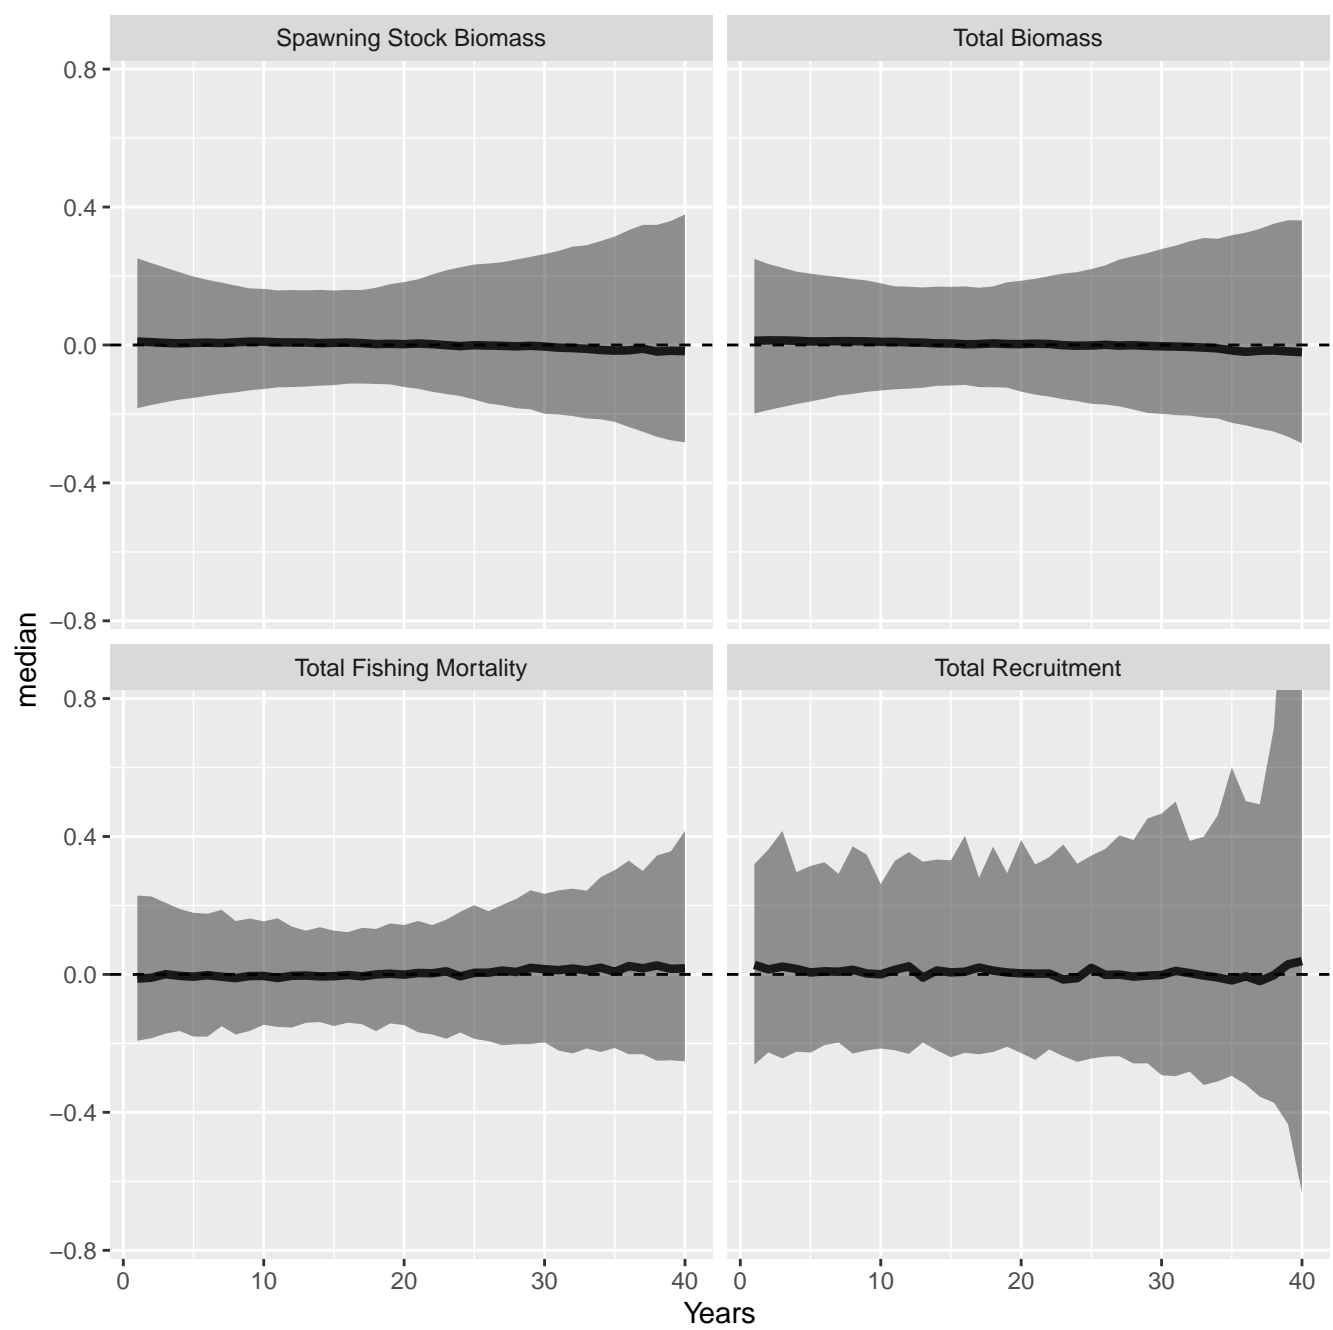 Spawning Stock Biomass
Total Biomass
0.8
0.4
0.0
−0.4
−0.8
median
Total Fishing Mortality
Total Recruitment
0.8
0.4
0.0
−0.4
−0.8
0 10 20 30 40
0 10 20 30 40
Years